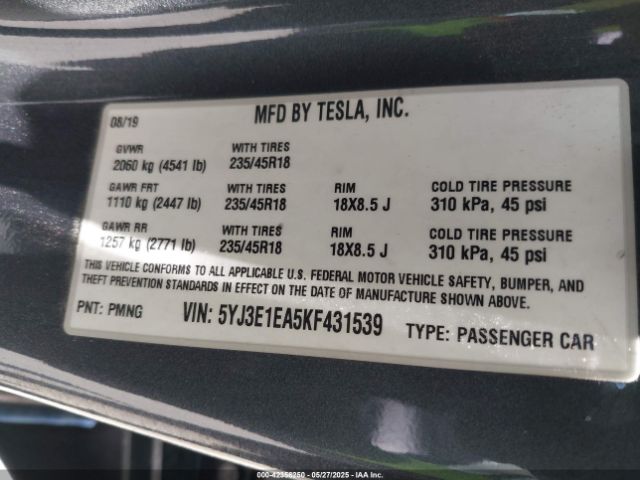 08/19 MFD BY TESLA, INC.
GVWR WITH TIRES
2060 kg (4541 lb) 235/45R18
GAWR FRT WITH TIRES RIM COLD TIRE PRESSURE
1110 kg (2447 lb) 235/45R18 18X8.5 J 310 kPa, 45 psi
GAWR RR WITH TIRES RIM COLD TIRE PRESSURE
1257 kg (2771 lb) 235/45R18 18X8.5 J 310 kPa, 45 psi
THIS VEHICLE CONFORMS TO ALL APPLICABLE U.S. FEDERAL MOTOR VEHICLE SAFETY, BUMPER, AND
THEFT PREVENTION STANDARDS IN EFFECT ON THE DATE OF MANUFACTURE SHOWN ABOVE.
PNT: PMNG VIN: 5YJ3E1EA5KF431539 TYPE: PASSENGER CAR
000-42356250 - 05/27/2025 - IAA Inc.